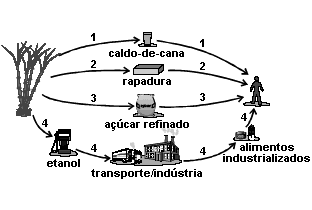 1 1
caldo-de-cana
2 2
rapadura
3 3
açúcar refinado
4 4
etanol
4 4
transporte/indústria
alimentos
industrializados